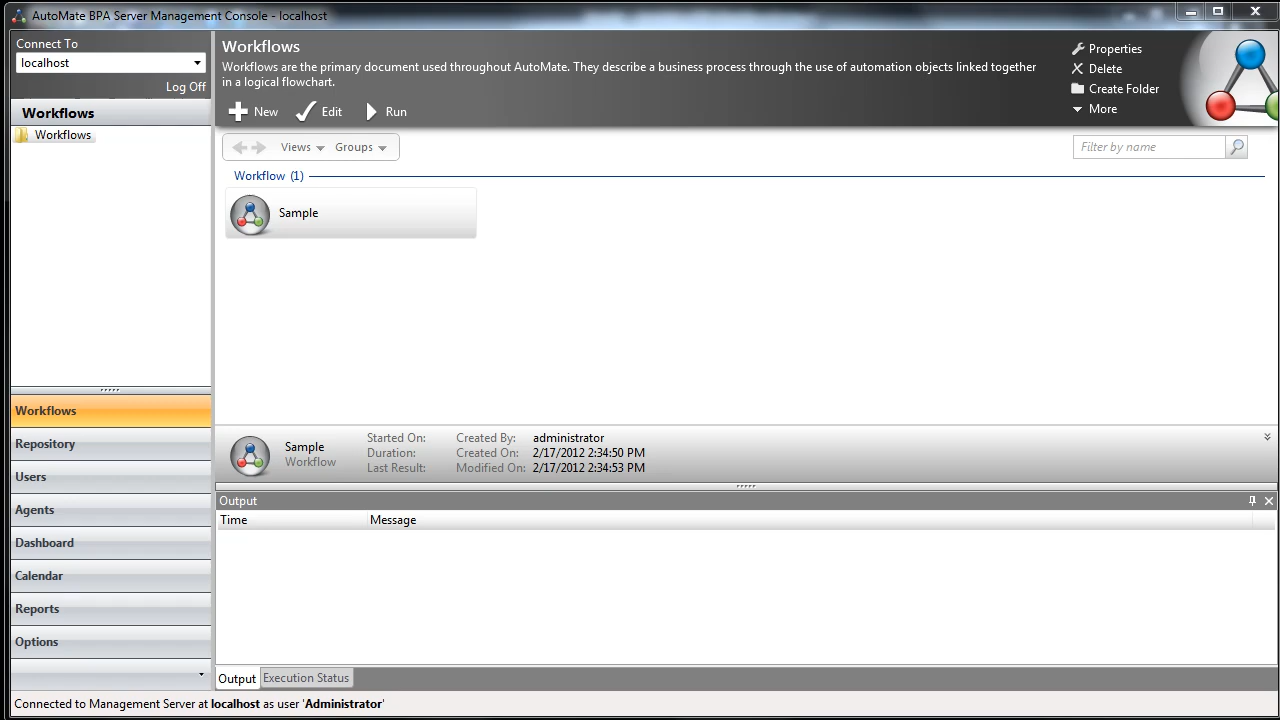 AutoMate BPA Server Management Console - localhost
Connect To
localhost
Log Off
Workflows
Workflows
Workflows
Repository
Users
Agents
Dashboard
Calendar
Reports
Options
Workflows
Workflows are the primary document used throughout AutoMate. They describe a business process through the use of automation objects linked together
in a logical flowchart.
New Edit Run
Properties
Delete
Create Folder
More
Views Groups
Filter by name
Workflow (1)
Sample
Sample
Workflow
Started On:
Duration:
Last Result:
Created By: administrator
Created On: 2/17/2012 2:34:50 PM
Modified On: 2/17/2012 2:34:53 PM
Output
Time Message
Output Execution Status
Connected to Management Server at localhost as user 'Administrator'